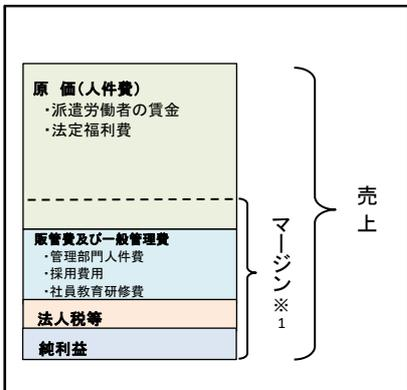 原　価(人件費)
・派遣労働者の賃金
・法定福利費
販管費及び一般管理費
・管理部門人件費
・採用費用
・社員教育研修費
法人税等
純利益
マージン※1
売上